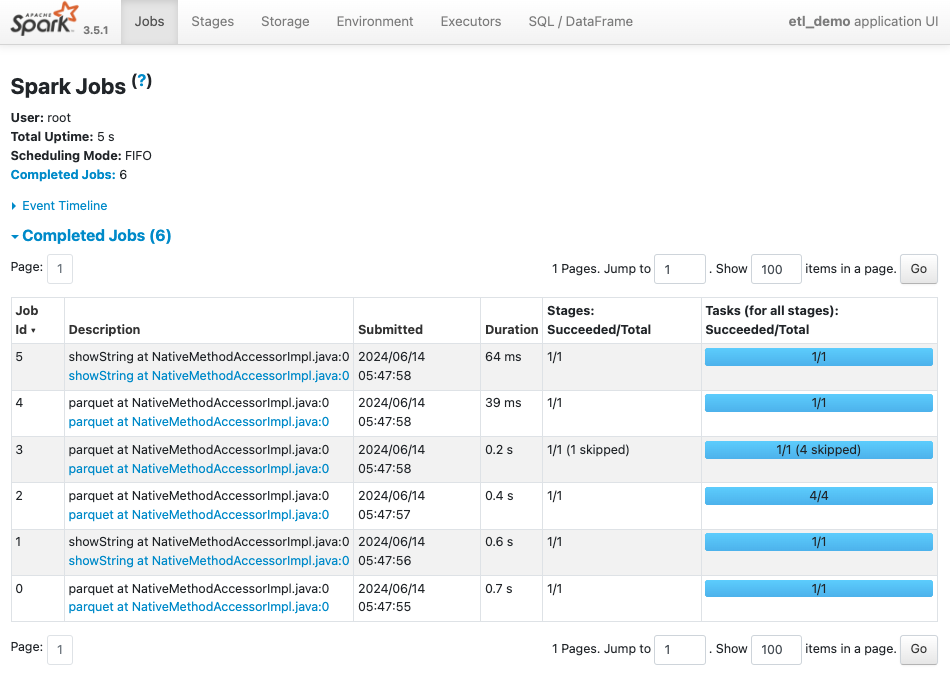 APACHE Spark 3.5.1 Jobs Stages Storage Environment Executors SQL / DataFrame etl_demo application UI
Spark Jobs (?)
User: root
Total Uptime: 5 s
Scheduling Mode: FIFO
Completed Jobs: 6
Event Timeline
Completed Jobs (6)
Page: 1 1 Pages. Jump to 1 . Show 100 items in a page. Go
Job Id ▾ Description Submitted Duration Stages: Succeeded/Total Tasks (for all stages): Succeeded/Total
5 showString at NativeMethodAccessorImpl.java:0 2024/06/14 64 ms 1/1 1/1
showString at NativeMethodAccessorImpl.java:0 05:47:58
4 parquet at NativeMethodAccessorImpl.java:0 2024/06/14 39 ms 1/1 1/1
parquet at NativeMethodAccessorImpl.java:0 05:47:58
3 parquet at NativeMethodAccessorImpl.java:0 2024/06/14 0.2 s 1/1 (1 skipped) 1/1 (4 skipped)
parquet at NativeMethodAccessorImpl.java:0 05:47:58
2 parquet at NativeMethodAccessorImpl.java:0 2024/06/14 0.4 s 1/1 4/4
parquet at NativeMethodAccessorImpl.java:0 05:47:57
1 showString at NativeMethodAccessorImpl.java:0 2024/06/14 0.6 s 1/1 1/1
showString at NativeMethodAccessorImpl.java:0 05:47:56
0 parquet at NativeMethodAccessorImpl.java:0 2024/06/14 0.7 s 1/1 1/1
parquet at NativeMethodAccessorImpl.java:0 05:47:55
Page: 1 1 Pages. Jump to 1 . Show 100 items in a page. Go